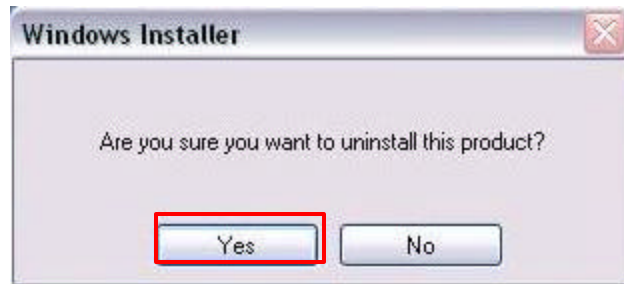 Windows Installer
Are you sure you want to uninstall this product?
Yes No